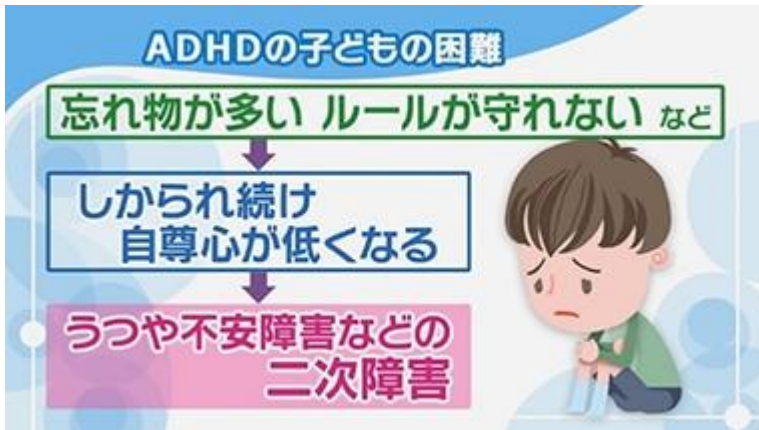 ADHDの子どもの困難
忘れ物が多い ルールが守れない など
しかられ続け
自尊心が低くなる
うつや不安障害などの
二次障害